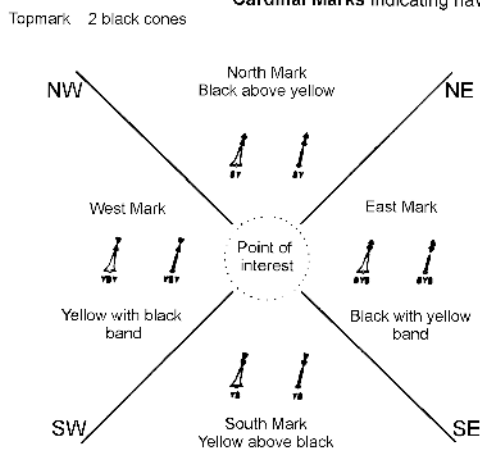 Cardinal Marks indicating nav
Topmark 2 black cones
North Mark
Black above yellow
NW
NE
BY
BY
West Mark
East Mark
Point of
interest
YBY
YBY
BYB
BYB
Yellow with black
band
Black with yellow
band
YB
YB
SW
South Mark
Yellow above black
SE